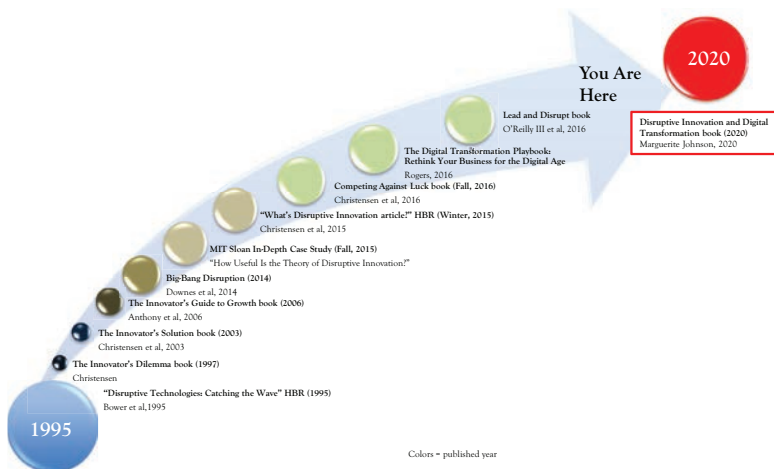 2020
You Are
Here
Disruptive Innovation and Digital
Transformation book (2020)
Marguerite Johnson, 2020
Lead and Disrupt book
O'Reilly III et al, 2016
The Digital Transformation Playbook:
Rethink Your Business for the Digital Age
Rogers, 2016
Competing Against Luck book (Fall, 2016)
Christensen et al, 2016
"What's Disruptive Innovation article?" HBR (Winter, 2015)
Christensen et al, 2015
MIT Sloan In-Depth Case Study (Fall, 2015)
"How Useful Is the Theory of Disruptive Innovation?"
Big-Bang Disruption (2014)
Downes et al, 2014
The Innovator's Guide to Growth book (2006)
Anthony et al, 2006
The Innovator's Solution book (2003)
Christensen et al, 2003
The Innovator's Dilemma book (1997)
Christensen
"Disruptive Technologies: Catching the Wave" HBR (1995)
Bower et al,1995
1995
Colors = published year